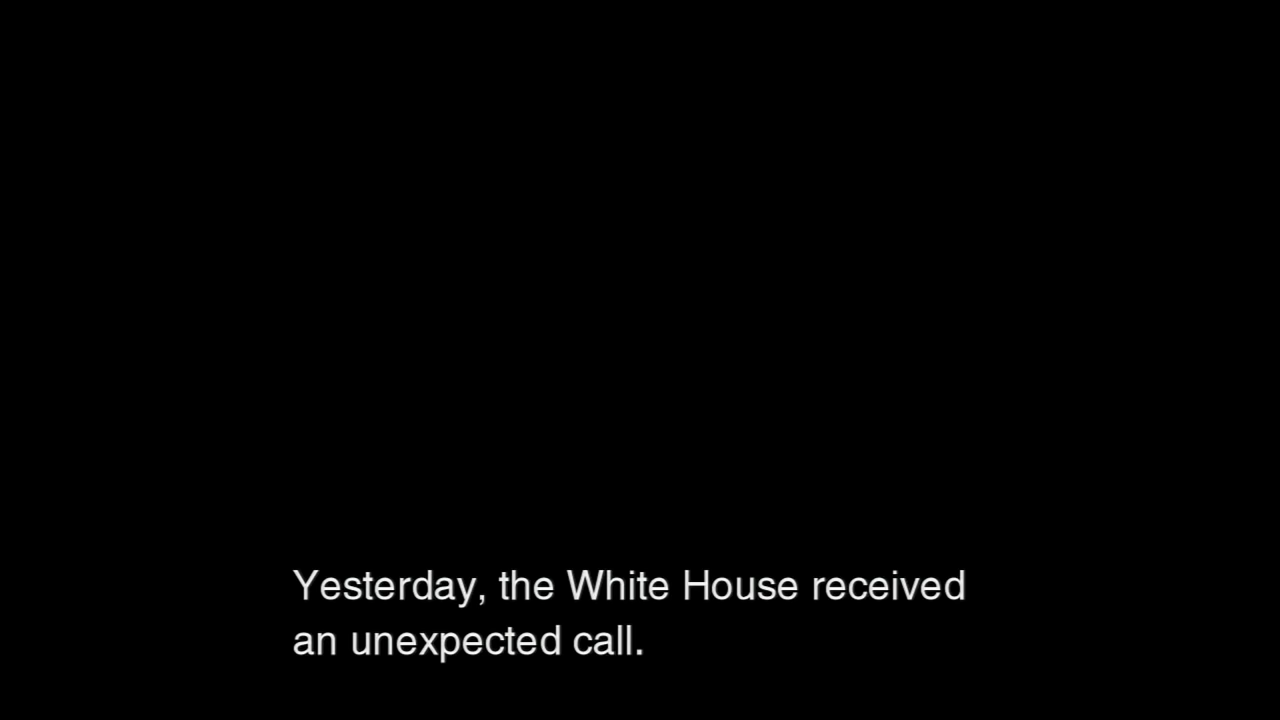 Yesterday, the White House received
an unexpected call.